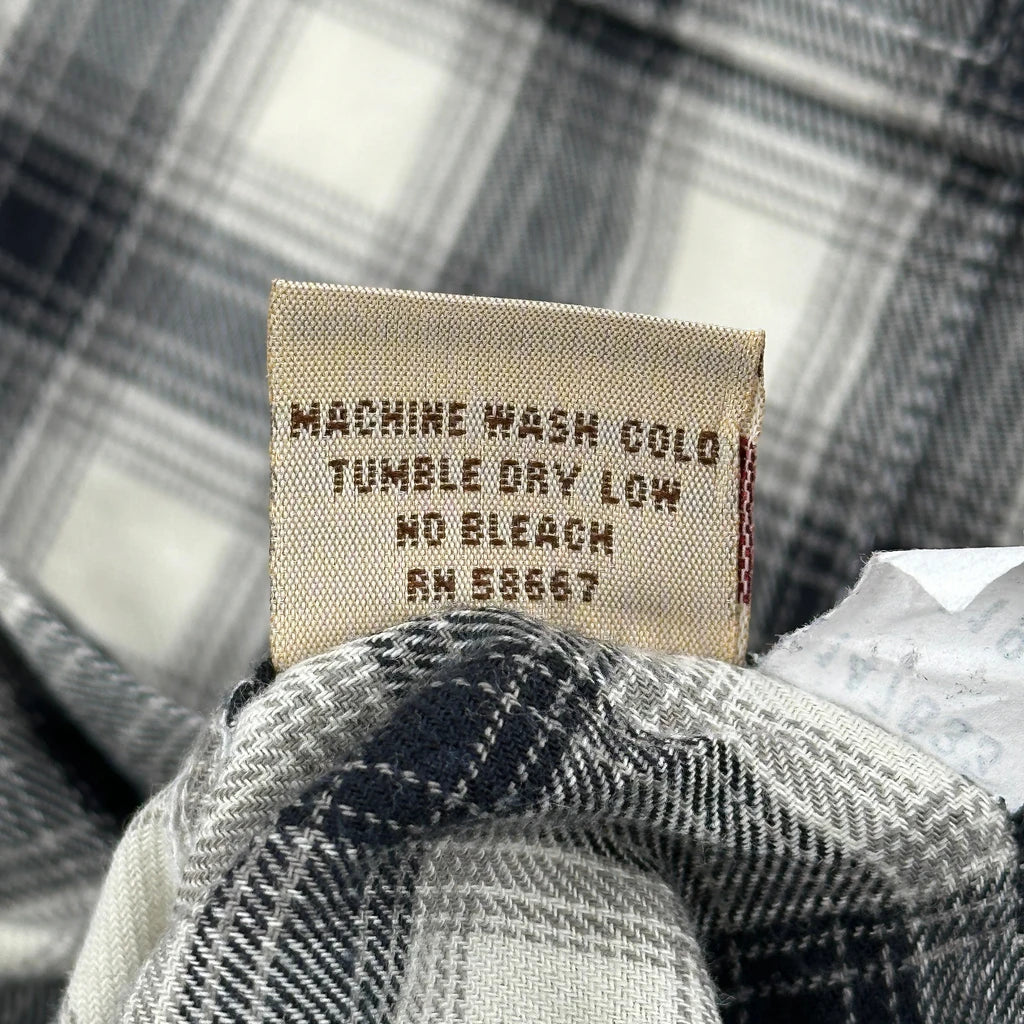 MACHINE WASH COLD
TUMBLE DRY LOW
NO BLEACH
RN 58667